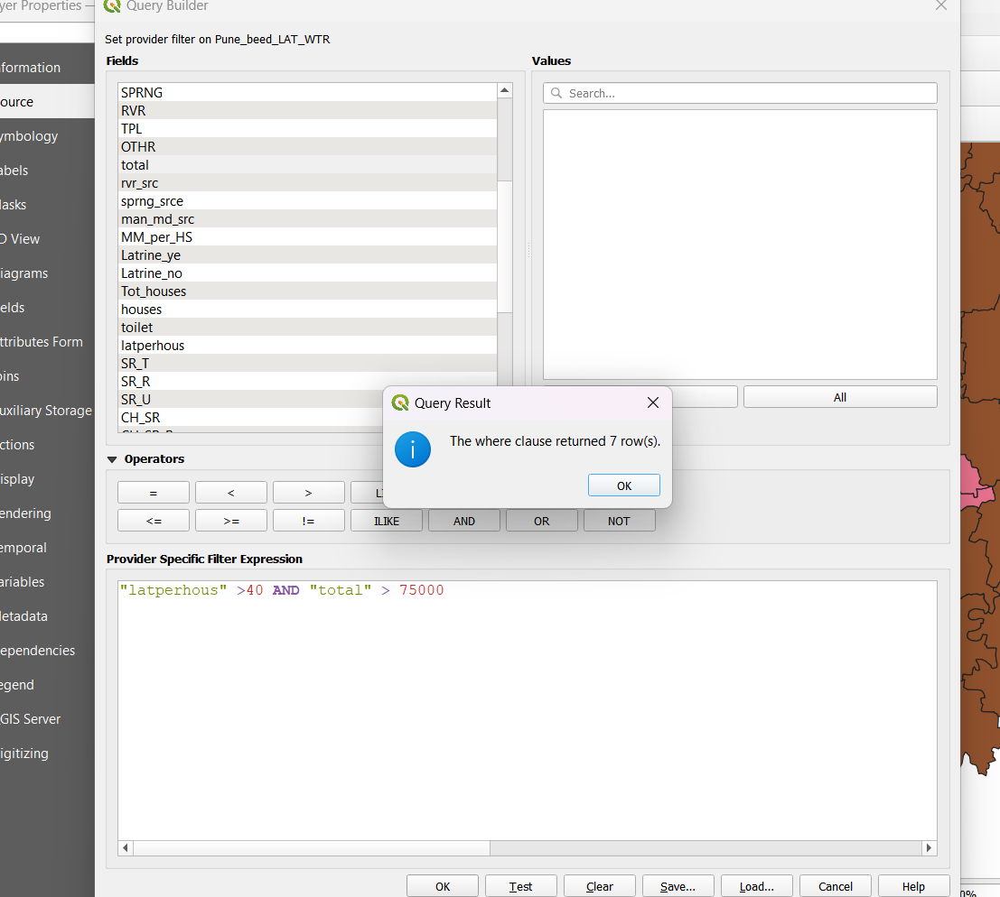 yer Properties —
Query Builder
Set provider filter on Pune_beed_LAT_WTR
Fields
Values
nformation
ource
ymbology
abels
lasks
D View
iagrams
elds
ttributes Form
oins
uxiliary Storage
ctions
isplay
endering
emporal
ariables
letadata
ependencies
egend
GIS Server
igitizing
SPRNG
RVR
TPL
OTHR
total
rvr_src
sprng_srce
man_md_src
MM_per_HS
Latrine_ye
Latrine_no
Tot_houses
houses
toilet
latperhous
SR_T
SR_R
SR_U
CH_SR
Search...
All
Query Result
The where clause returned 7 row(s).
OK
Operators
= < > LI
<= >= != ILIKE AND OR NOT
Provider Specific Filter Expression
"latperhous" >40 AND "total" > 75000
OK Test Clear Save... Load... Cancel Help
0%